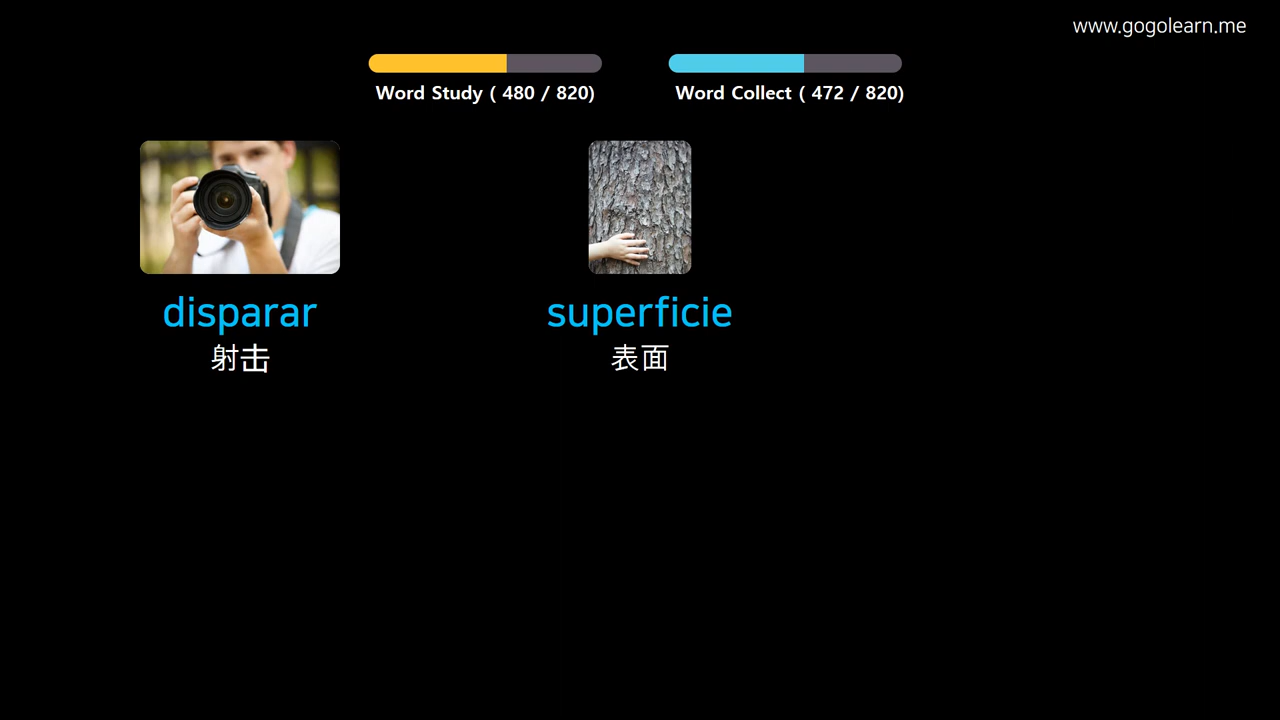 www.gogolearn.me
Word Study ( 480 / 820)
Word Collect ( 472 / 820)
disparar
射击
superficie
表面